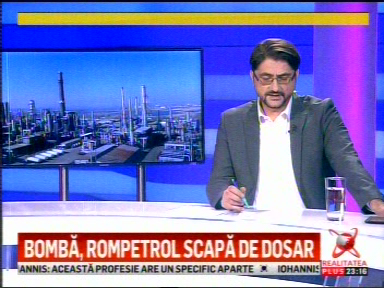 BOMBĂ, ROMPETROL SCAPĂ DE DOSAR
ANNIS: ACEASTĂ PROFESIE ARE UN SPECIFIC APARTE
IOHANNIS
REALITATEA
PLUS 23:16